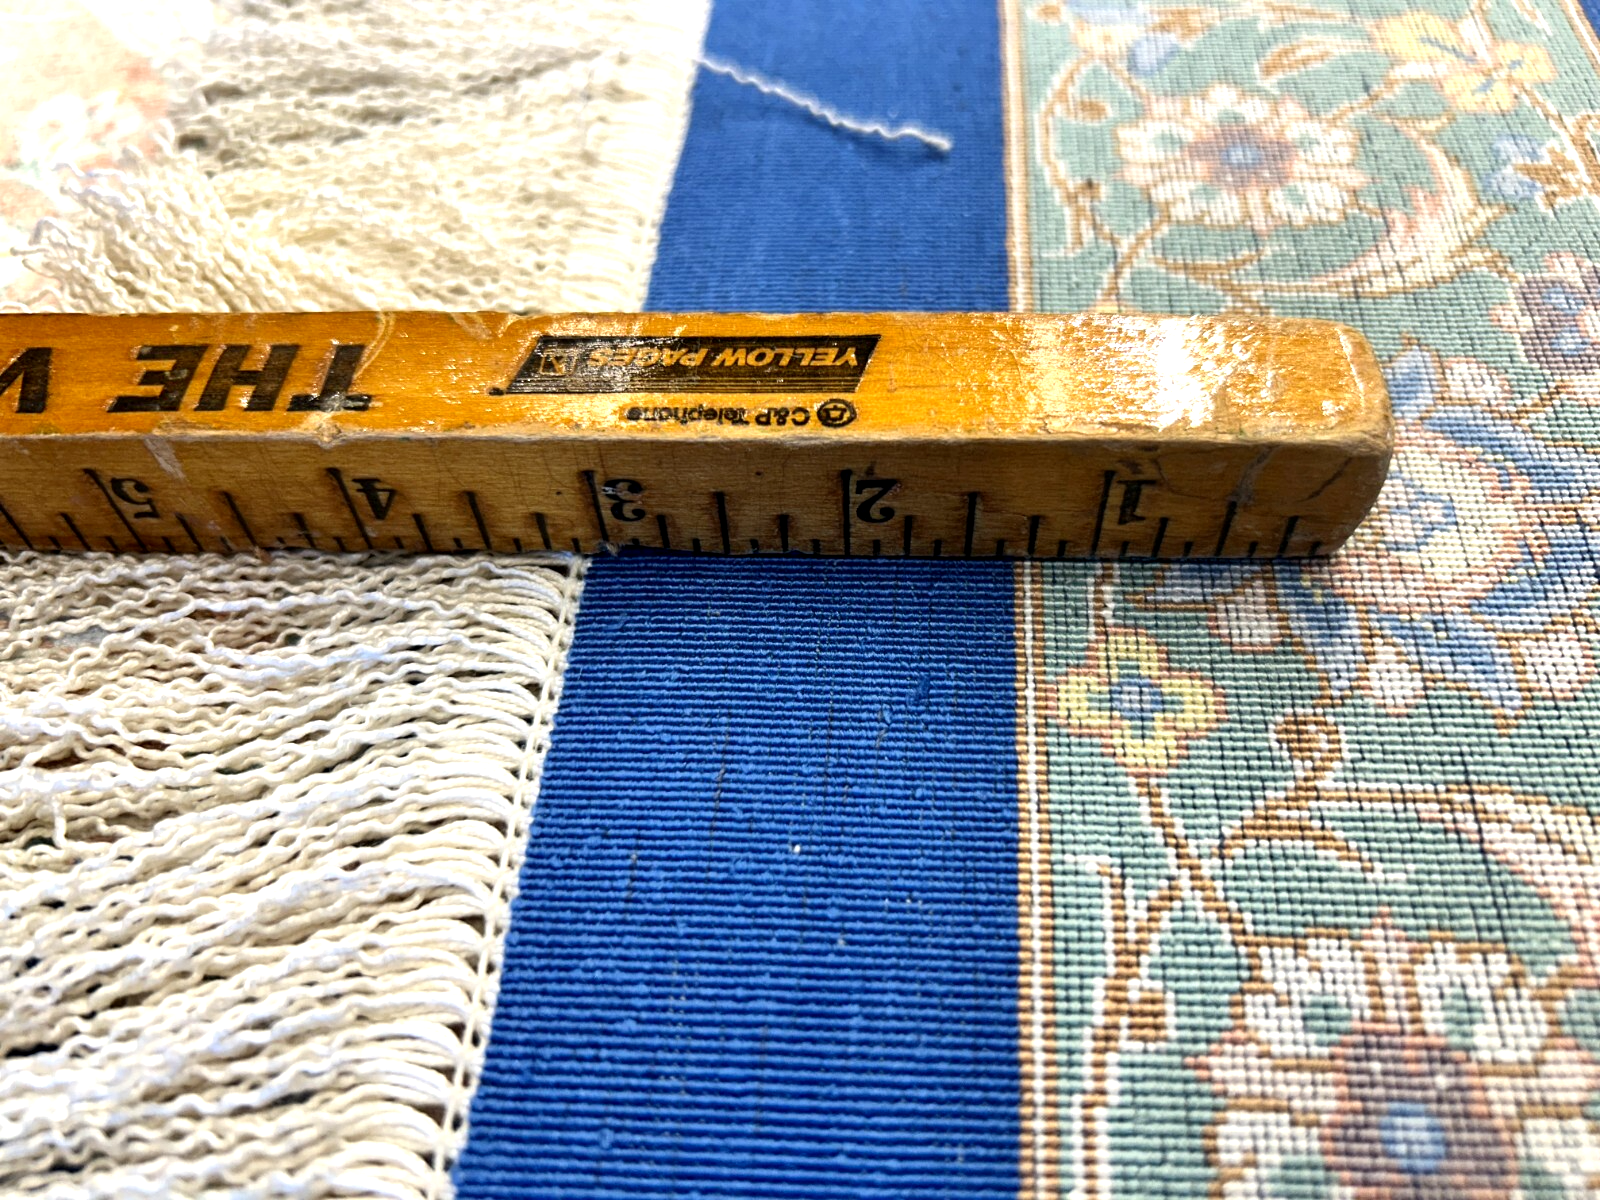 THE
YELLOW PAGES
C&P Telephone
1 2 3 4 5